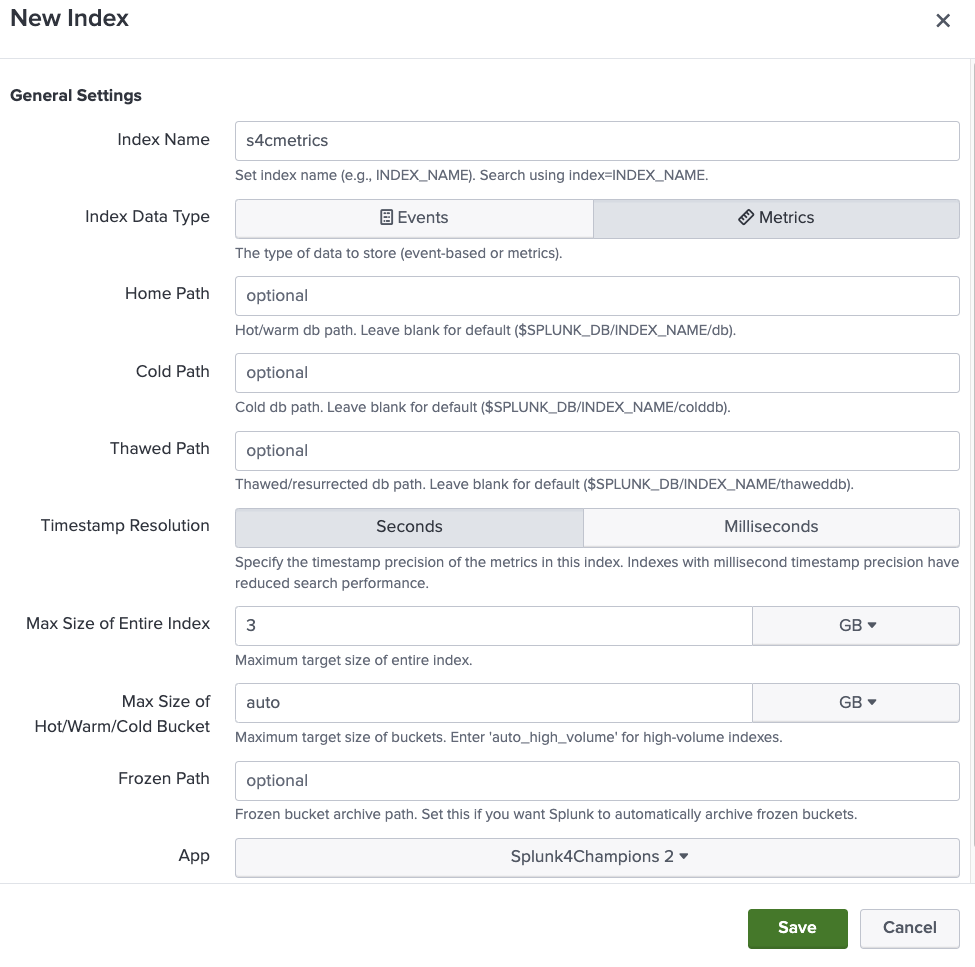 New Index
General Settings
Index Name
s4cmetrics
Set index name (e.g., INDEX_NAME). Search using index=INDEX_NAME.
Index Data Type
Events
Metrics
The type of data to store (event-based or metrics).
Home Path
optional
Hot/warm db path. Leave blank for default ($SPLUNK_DB/INDEX_NAME/db).
Cold Path
optional
Cold db path. Leave blank for default ($SPLUNK_DB/INDEX_NAME/colddb).
Thawed Path
optional
Thawed/resurrected db path. Leave blank for default ($SPLUNK_DB/INDEX_NAME/thaweddb).
Timestamp Resolution
Seconds
Milliseconds
Specify the timestamp precision of the metrics in this index. Indexes with millisecond timestamp precision have
reduced search performance.
Max Size of Entire Index
3
GB
Maximum target size of entire index.
Max Size of
Hot/Warm/Cold Bucket
auto
GB
Maximum target size of buckets. Enter 'auto_high_volume' for high-volume indexes.
Frozen Path
optional
Frozen bucket archive path. Set this if you want Splunk to automatically archive frozen buckets.
App
Splunk4Champions 2
Save
Cancel